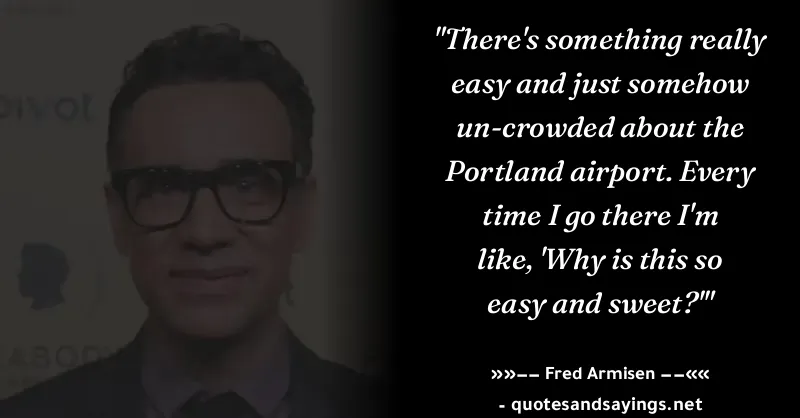 "There's something really
easy and just somehow
un-crowded about the
Portland airport. Every
time I go there I'm
like, 'Why is this so
easy and sweet?'"
»»−− Fred Armisen −−««
- quotesandsayings.net
pivot